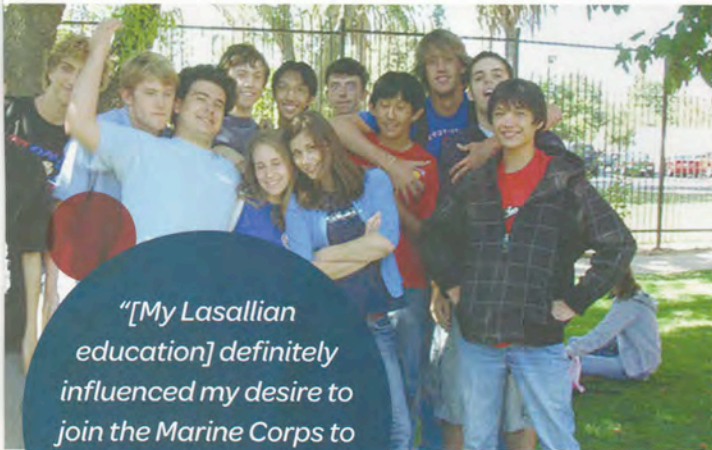 "[My Lasallian
education] definitely
influenced my desire to
join the Marine Corps to